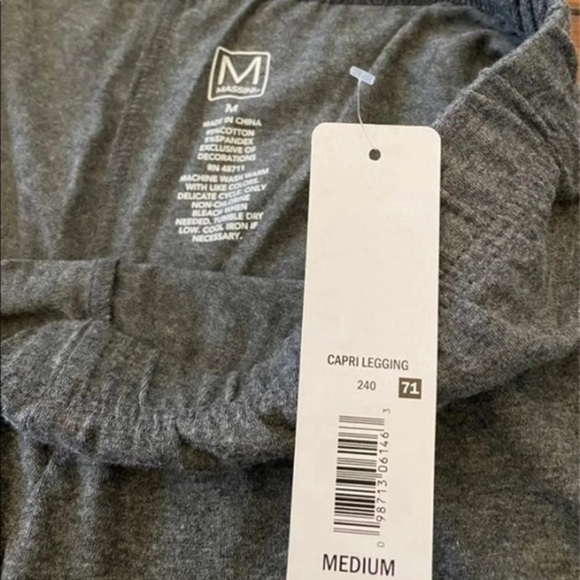 M
MASSINI
M
MADE IN CHINA
95%COTTON
5%SPANDEX
EXCLUSIVE OF
DECORATIONS
RN 48711
MACHINE WASH WARM
WITH LIKE COLORS.
DELICATE CYCLE. ONLY
NON-CHLORINE
BLEACH WHEN
NEEDED. TUMBLE DRY
LOW. COOL IRON IF
NECESSARY.
CAPRI LEGGING
240 71
0 98713 06146 3
MEDIUM